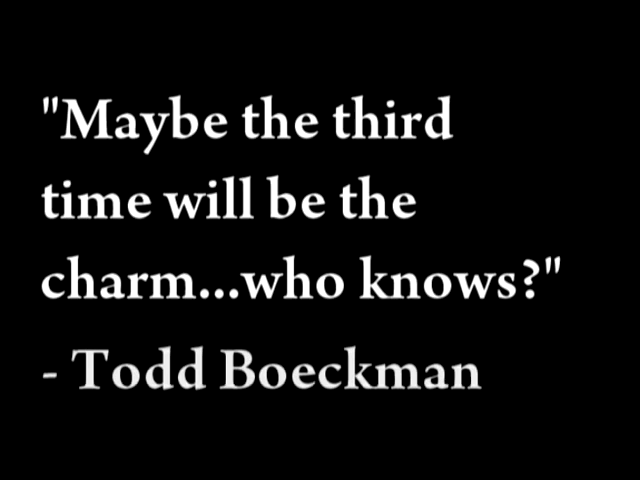 "Maybe the third
time will be the
charm...who knows?"
- Todd Boeckman